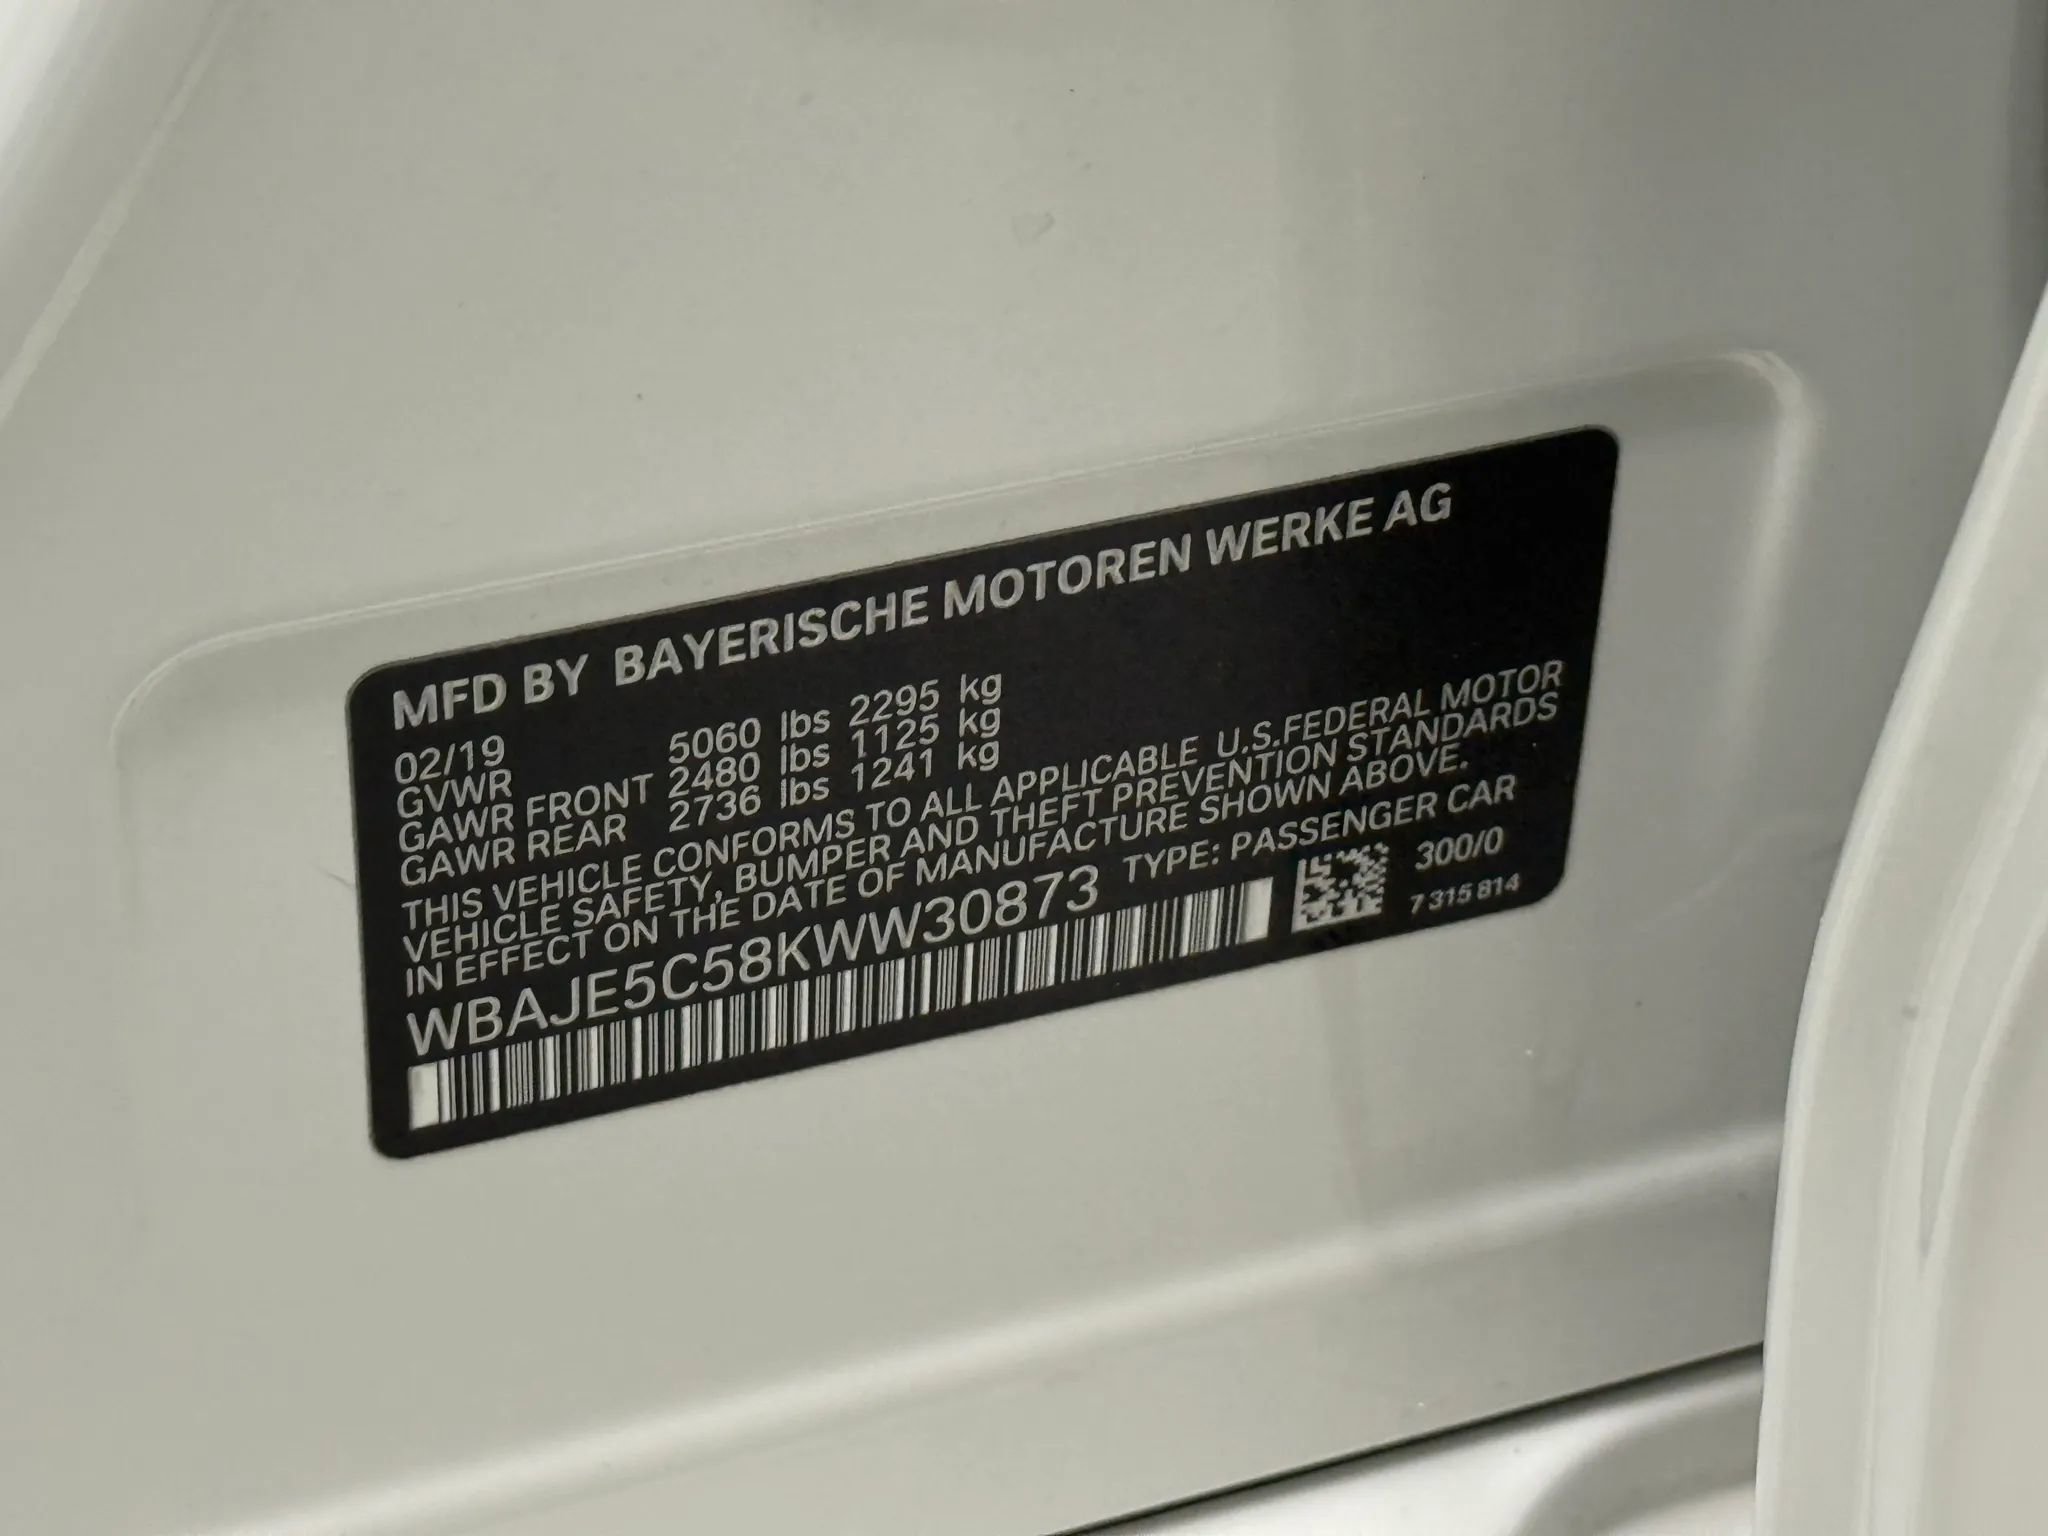 MFD BY BAYERISCHE MOTOREN WERKE AG
02/19
GVWR 5060 lbs 2295 kg
GAWR FRONT 2480 lbs 1125 kg
GAWR REAR 2736 lbs 1241 kg
THIS VEHICLE CONFORMS TO ALL APPLICABLE U.S.FEDERAL MOTOR
VEHICLE SAFETY, BUMPER AND THEFT PREVENTION STANDARDS
IN EFFECT ON THE DATE OF MANUFACTURE SHOWN ABOVE.
WBAJE5C58KWW30873 TYPE: PASSENGER CAR
300/0
7 315 814